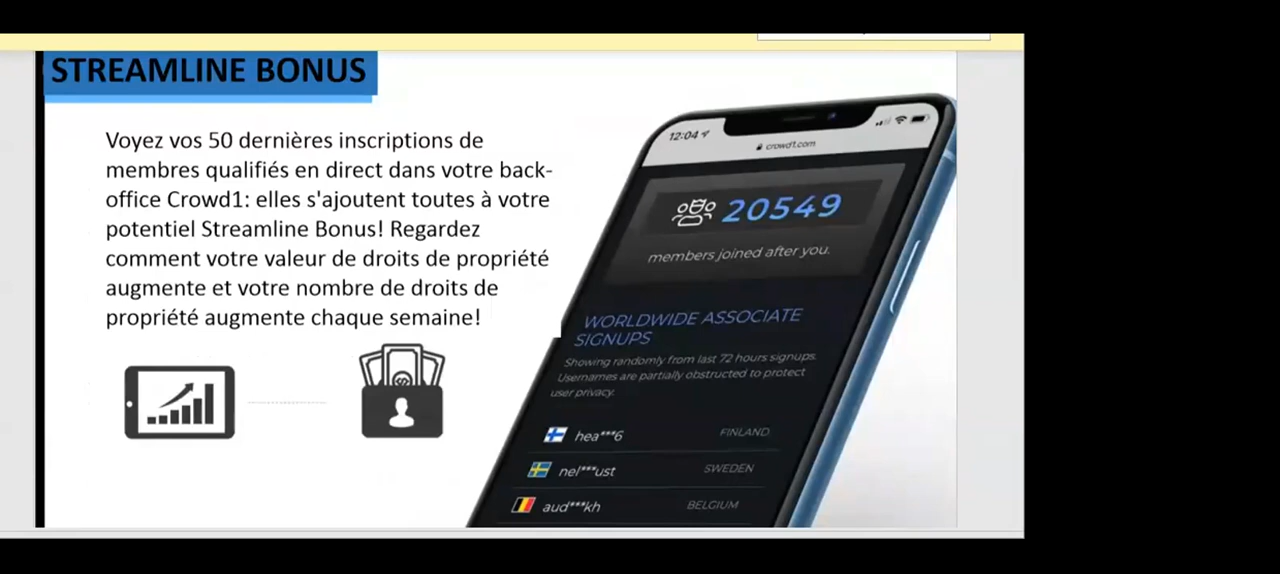 STREAMLINE BONUS
Voyez vos 50 dernières inscriptions de
membres qualifiés en direct dans votre back-
office Crowd1: elles s'ajoutent toutes à votre
potentiel Streamline Bonus! Regardez
comment votre valeur de droits de propriété
augmente et votre nombre de droits de
propriété augmente chaque semaine!
12:04
crowd1.com
20549
members joined after you.
WORLDWIDE ASSOCIATE
SIGNUPS
Showing randomly from last 72 hours signups.
Usernames are partially obstructed to protect
user privacy.
hea***6 FINLAND
nel***ust SWEDEN
aud***kh BELGIUM